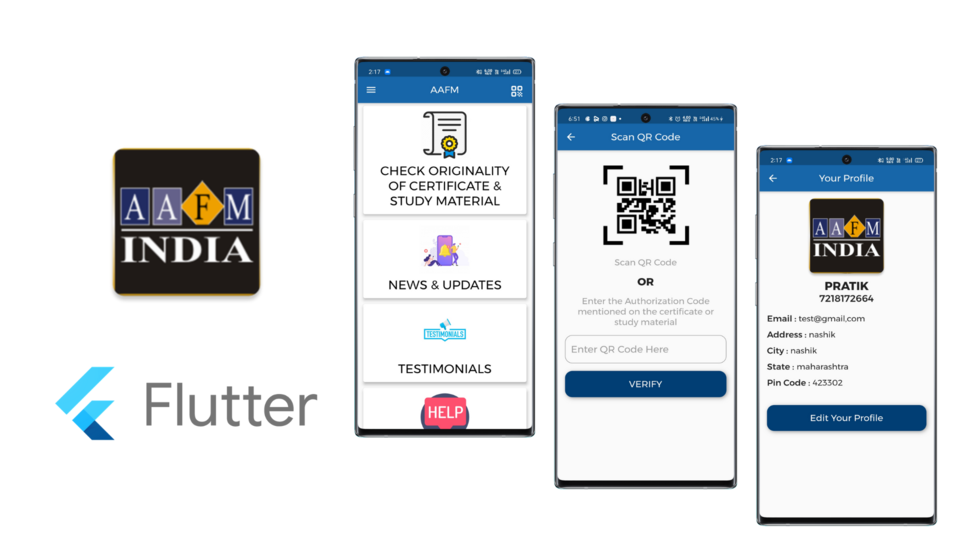 AAFM
INDIA
Flutter
2:17
AAFM
CHECK ORIGINALITY
OF CERTIFICATE &
STUDY MATERIAL
NEWS & UPDATES
TESTIMONIALS
TESTIMONIALS
HELP
6:51
Scan QR Code
Scan QR Code
OR
Enter the Authorization Code
mentioned on the certificate or
study material
Enter QR Code Here
VERIFY
2:17
Your Profile
AAFM
INDIA
PRATIK
7218172664
Email : test@gmail,com
Address : nashik
City : nashik
State : maharashtra
Pin Code : 423302
Edit Your Profile